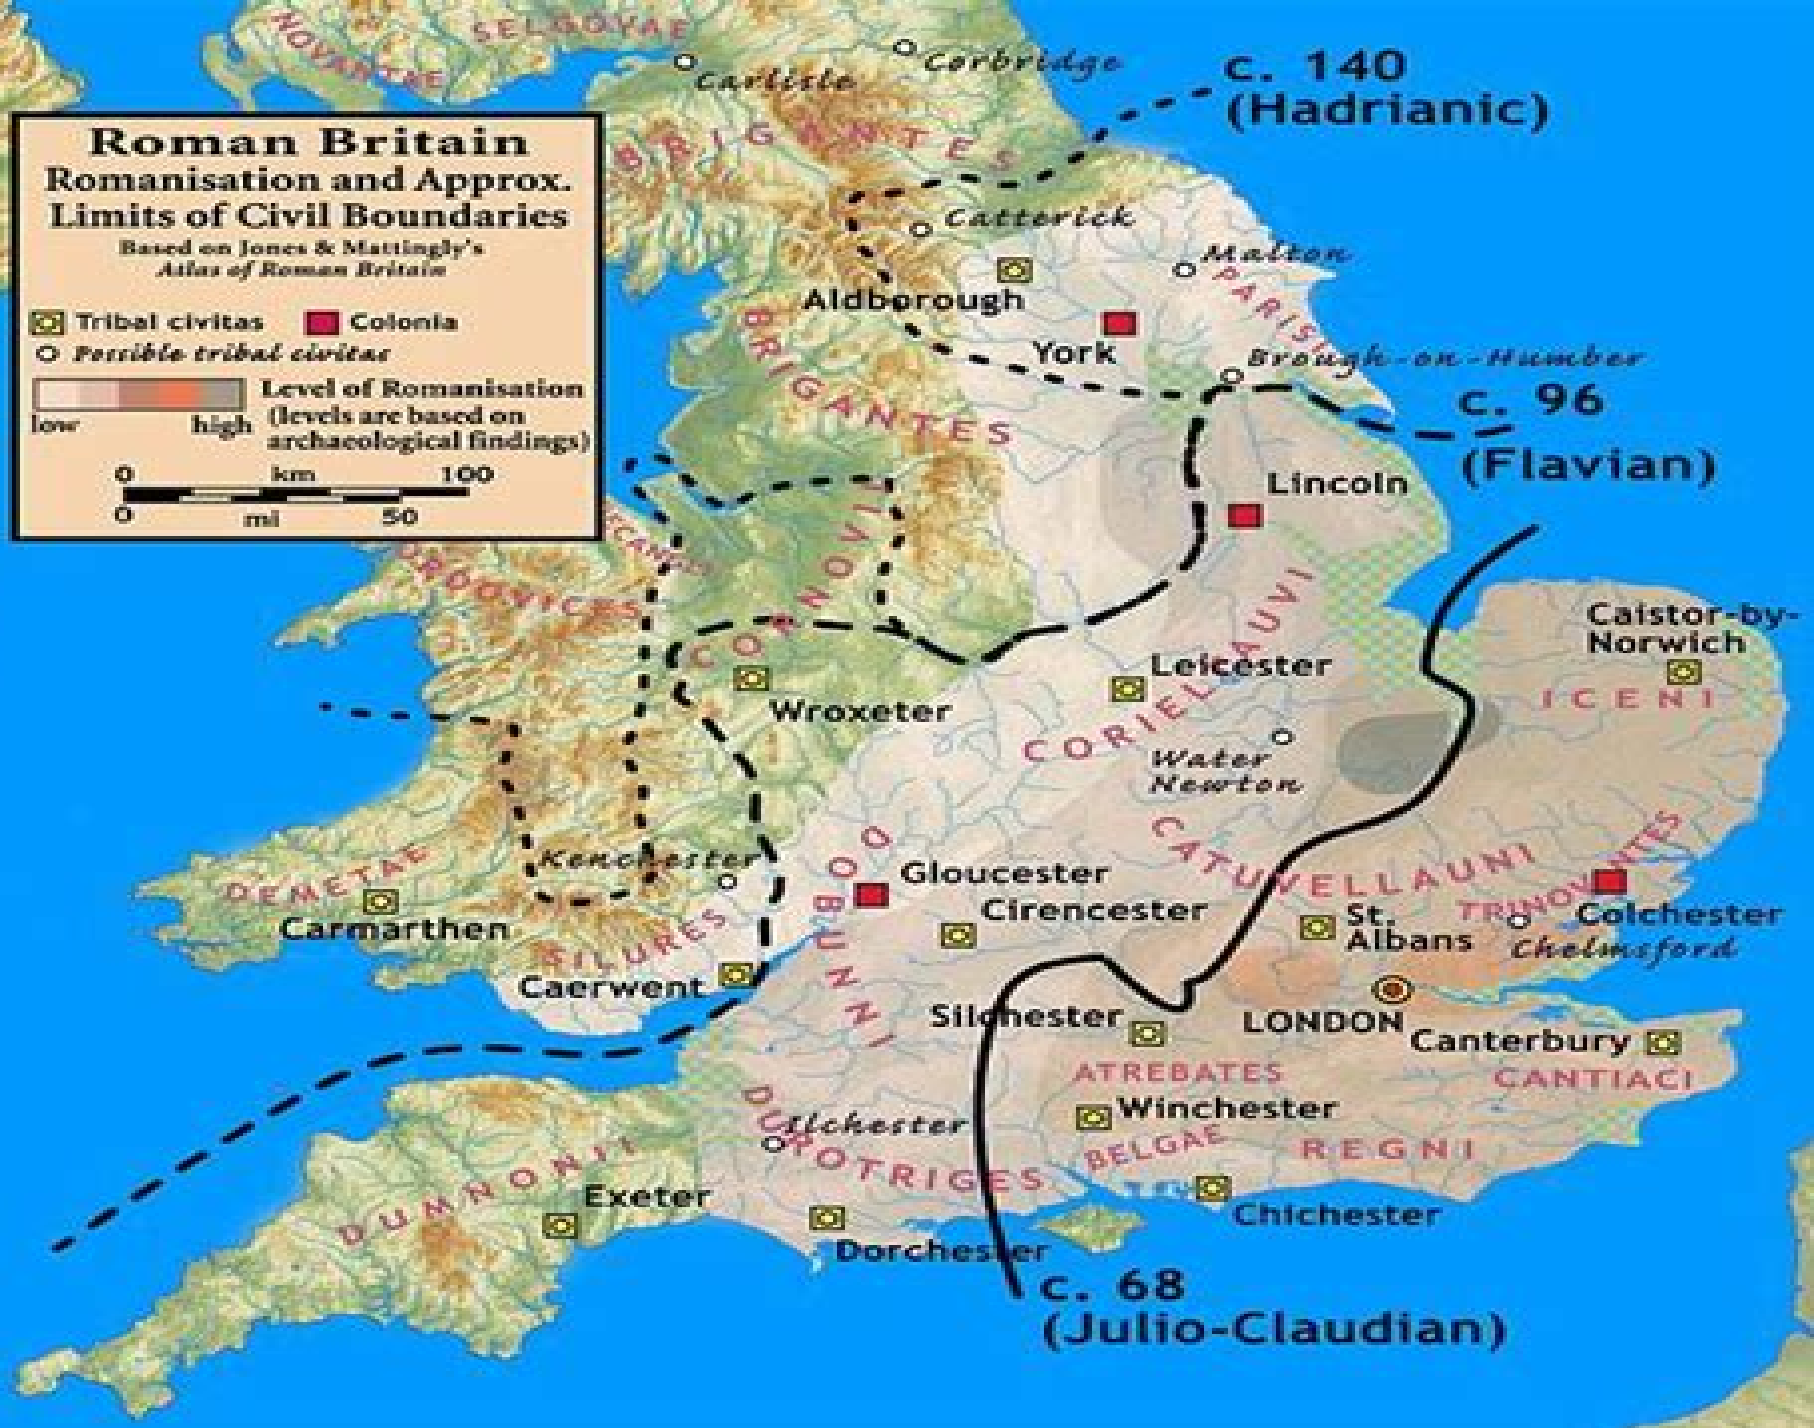 Roman Britain
Romanisation and Approx.
Limits of Civil Boundaries
Based on Jones & Mattingly's
Atlas of Roman Britain
Tribal civitas
Colonia
Possible tribal civitas
Level of Romanisation
(levels are based on
archaeological findings)
low
high
0 km 100
0 mi 50
NOVANTAE
SELGOVAE
Carlisle
Corbridge
c. 140
(Hadrianic)
BRIGANTES
Catterick
Malton
Aldborough
PARISI
York
Brough-on-Humber
BRIGANTES
c. 96
(Flavian)
Lincoln
ORDOVICES
CORNOVII
CORIELTAUVI
Caistor-by-
Norwich
ICENI
Leicester
Wroxeter
Water
Newton
CATUVELLAUNI
TRINOVANTES
Kenchester
DEMETAE
Carmarthen
SILURES
Caerwent
DOBUNNI
Gloucester
Cirencester
St.
Albans
Colchester
Chelmsford
Silchester
LONDON
Canterbury
CANTIACI
ATREBATES
Winchester
BELGAE
REGNI
Chichester
Ilchester
DUROTRIGES
DUMNONII
Exeter
Dorchester
c. 68
(Julio-Claudian)